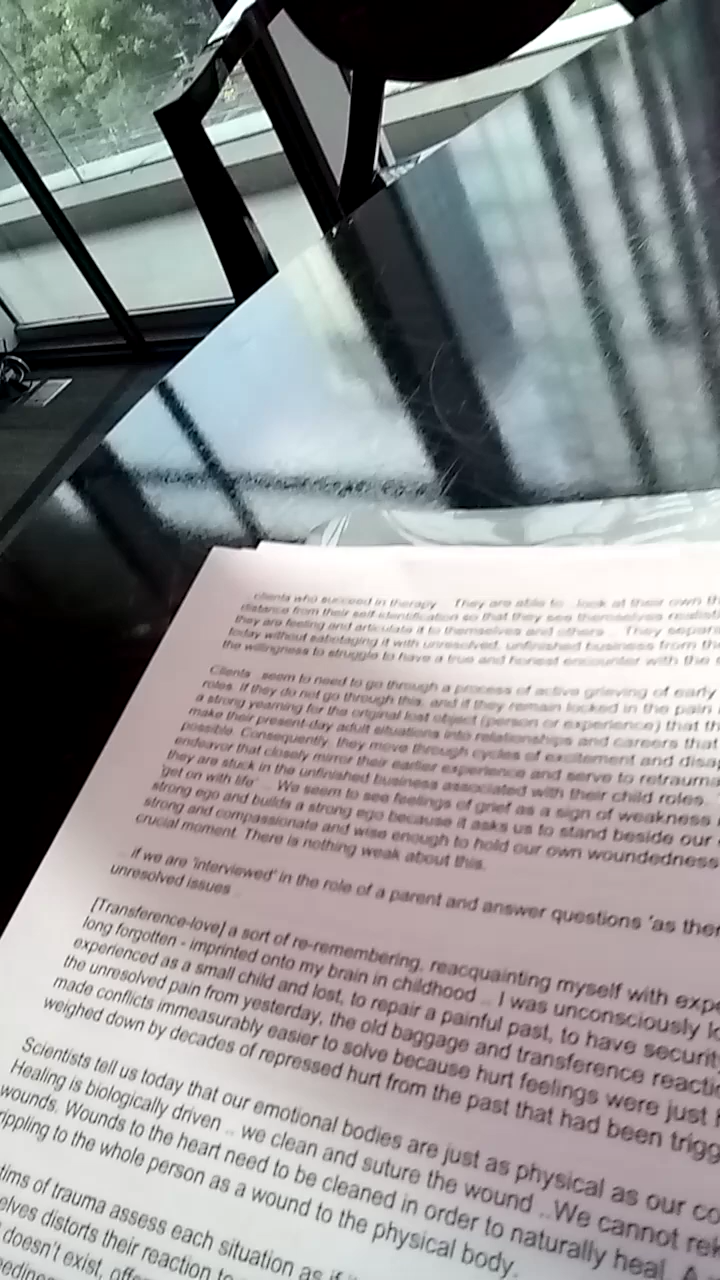 .. clients who succeed in therapy .. They are able to .. look at their own
distance from their self-identification so that they see themselves
they are feeling and articulate it to themselves and others .. They
today without sabotaging it with unresolved, unfinished business from
the willingness to struggle to have a true and honest encounter with the
Clients .. seem to need to go through a process of active grieving of early
roles. If they do not go through this, and if they remain locked in the pain
a strong yearning for the original lost object (person or experience) that
make their present-day adult situations into relationships and careers that
possible. Consequently, they move through cycles of excitement and
endeavor that closely mirror their earlier experience and serve to
they are stuck in the unfinished business associated with their child roles.
'get on with life' .. We seem to see feelings of grief as a sign of weakness
strong ego and builds a strong ego because it asks us to stand beside our
strong and compassionate and wise enough to hold our own woundedness
crucial moment. There is nothing weak about this.
.. if we are 'interviewed' in the role of a parent and answer questions 'as
unresolved issues ..
[Transference-love] a sort of re-remembering, reacquainting myself with
long forgotten - imprinted onto my brain in childhood .. I was unconsciously
experienced as a small child and lost, to repair a painful past, to have
the unresolved pain from yesterday, the old baggage and transference
made conflicts immeasurably easier to solve because hurt feelings were just
weighed down by decades of repressed hurt from the past that had been
Scientists tell us today that our emotional bodies are just as physical as our
Healing is biologically driven .. we clean and suture the wound .. We cannot
wounds. Wounds to the heart need to be cleaned in order to naturally heal. A
rippling to the whole person as a wound to the physical body.
tims of trauma assess each situation as if
elves distorts their reaction
doesn't exist,